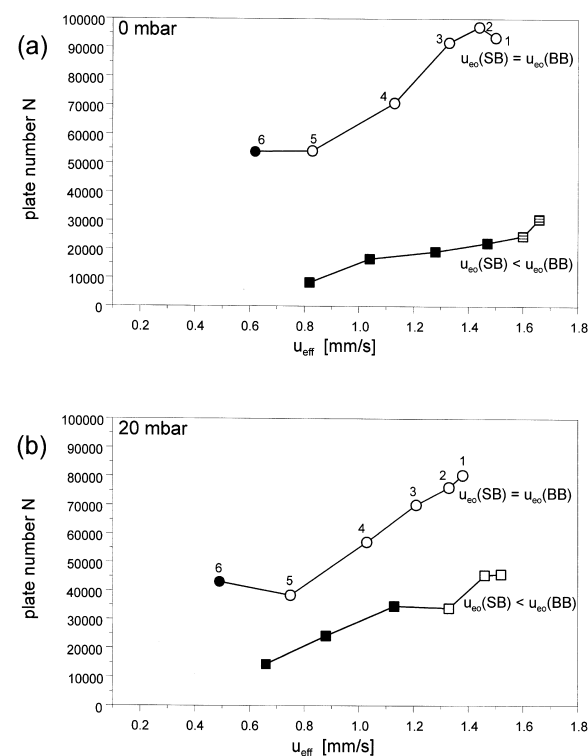 (a)
0 mbar
plate number N
100000
90000
80000
70000
60000
50000
40000
30000
20000
10000
0
6
5
4
3
2
1
u_eo(SB) = u_eo(BB)
u_eo(SB) < u_eo(BB)
0.2 0.4 0.6 0.8 1.0 1.2 1.4 1.6 1.8
u_eff [mm/s]
(b)
20 mbar
plate number N
100000
90000
80000
70000
60000
50000
40000
30000
20000
10000
0
6
5
4
3
2
1
u_eo(SB) = u_eo(BB)
u_eo(SB) < u_eo(BB)
0.2 0.4 0.6 0.8 1.0 1.2 1.4 1.6 1.8
u_eff [mm/s]